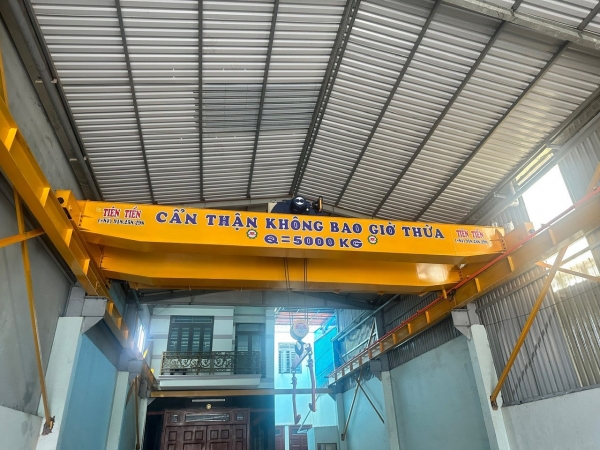 TIẾN TIẾN
CẨN THẬN KHÔNG BAO GIỜ THỪA
TIẾN TIẾN
Q = 5000 KG